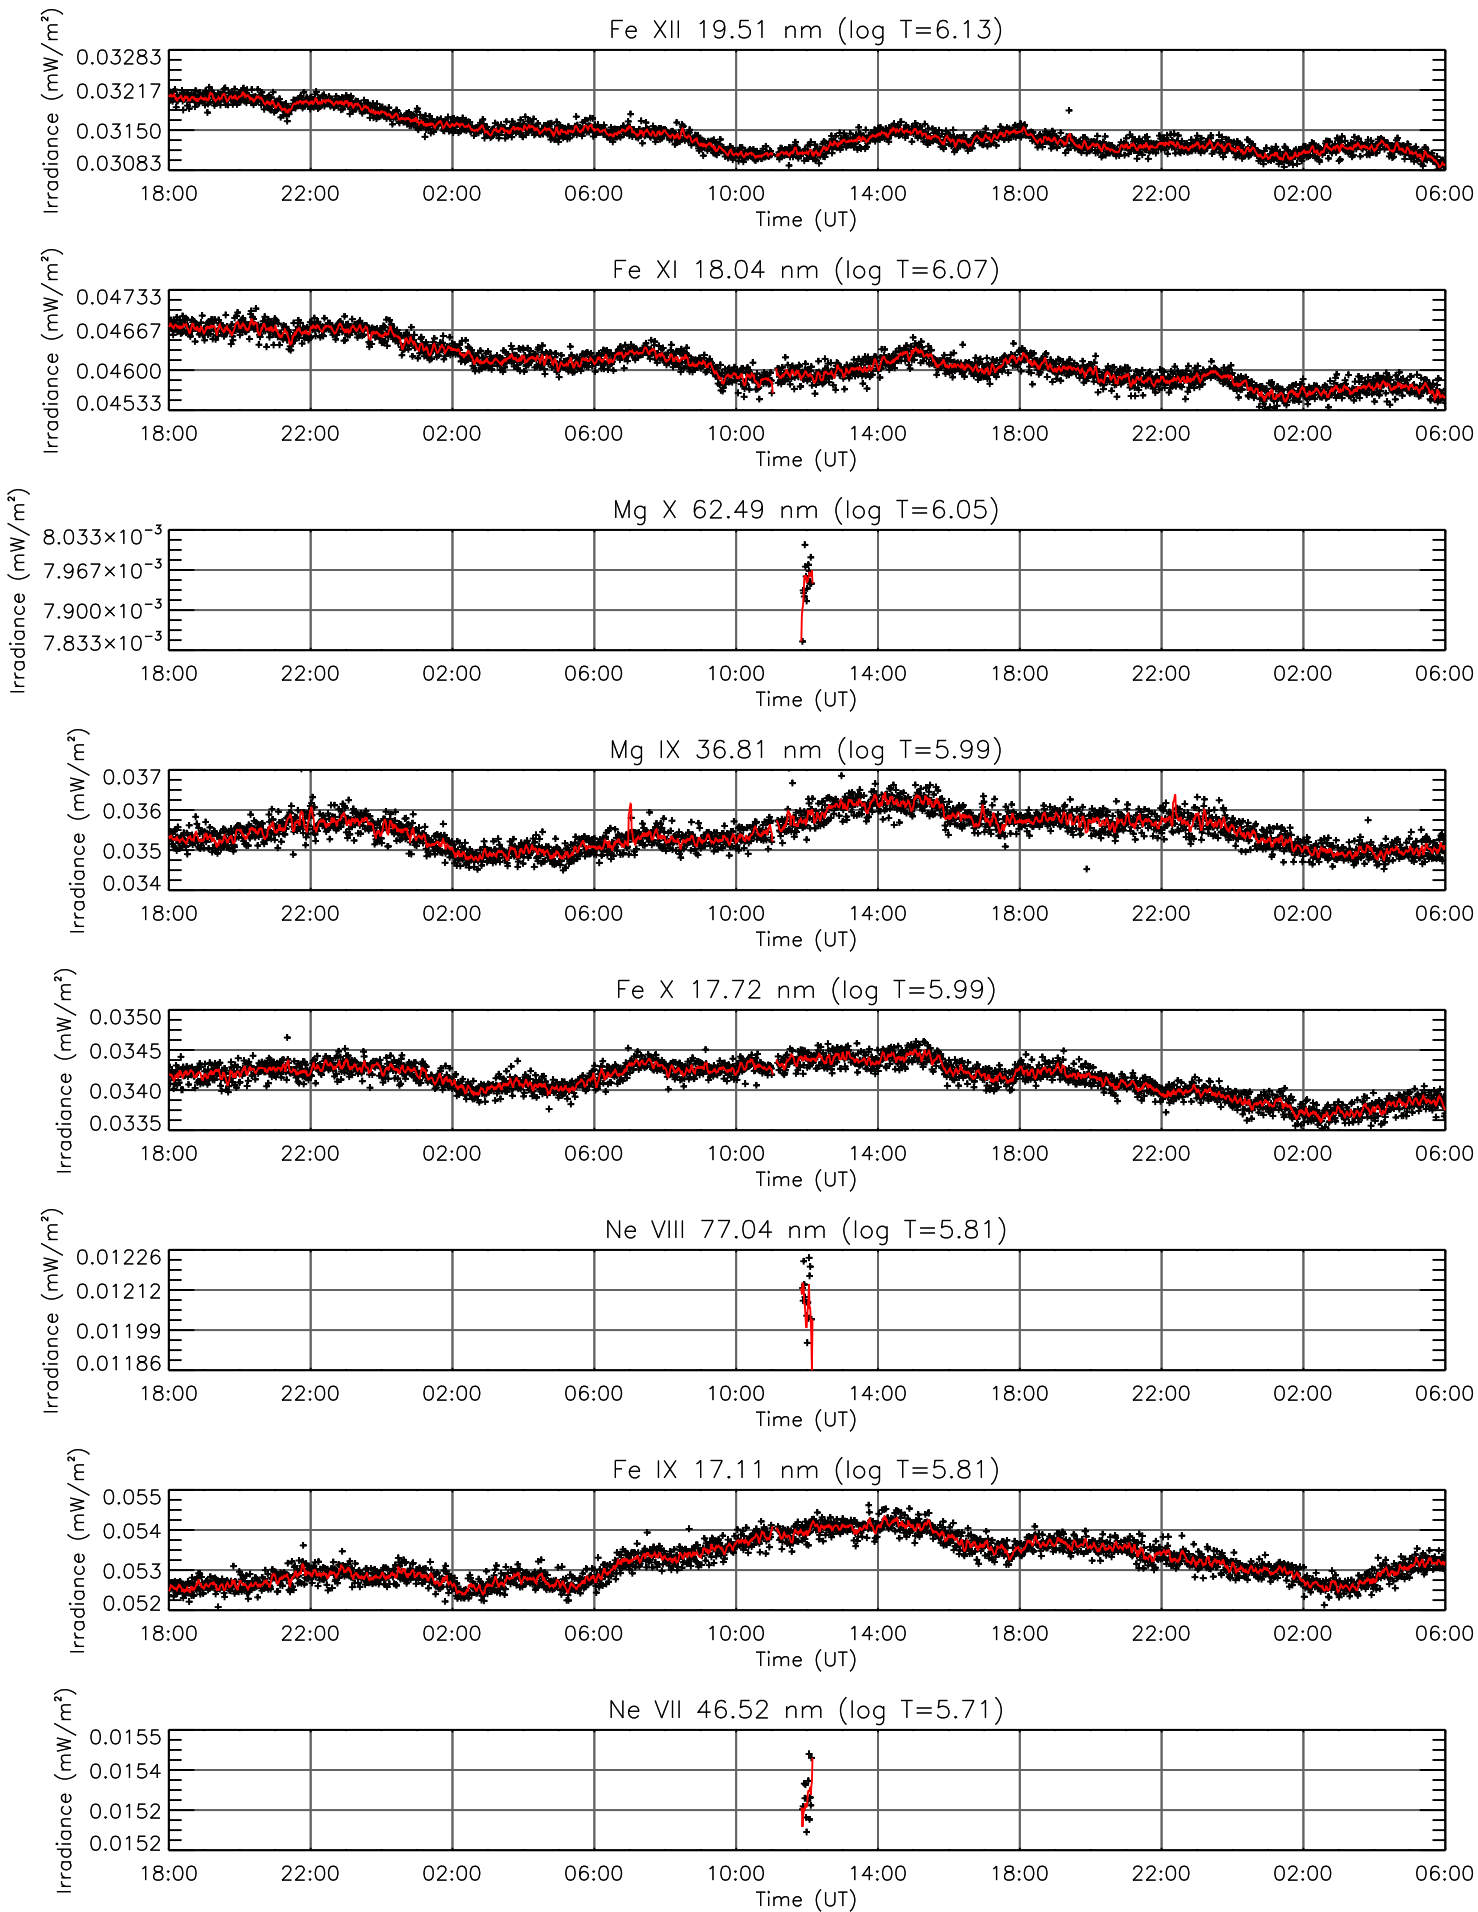 Fe XII 19.51 nm (log T=6.13)
Irradiance (mW/m²)
0.03283
0.03217
0.03150
0.03083
18:00 22:00 02:00 06:00 10:00 14:00 18:00 22:00 02:00 06:00
Time (UT)
Fe XI 18.04 nm (log T=6.07)
Irradiance (mW/m²)
0.04733
0.04667
0.04600
0.04533
18:00 22:00 02:00 06:00 10:00 14:00 18:00 22:00 02:00 06:00
Time (UT)
Mg X 62.49 nm (log T=6.05)
Irradiance (mW/m²)
8.033×10⁻³
7.967×10⁻³
7.900×10⁻³
7.833×10⁻³
18:00 22:00 02:00 06:00 10:00 14:00 18:00 22:00 02:00 06:00
Time (UT)
Mg IX 36.81 nm (log T=5.99)
Irradiance (mW/m²)
0.037
0.036
0.035
0.034
18:00 22:00 02:00 06:00 10:00 14:00 18:00 22:00 02:00 06:00
Time (UT)
Fe X 17.72 nm (log T=5.99)
Irradiance (mW/m²)
0.0350
0.0345
0.0340
0.0335
18:00 22:00 02:00 06:00 10:00 14:00 18:00 22:00 02:00 06:00
Time (UT)
Ne VIII 77.04 nm (log T=5.81)
Irradiance (mW/m²)
0.01226
0.01212
0.01199
0.01186
18:00 22:00 02:00 06:00 10:00 14:00 18:00 22:00 02:00 06:00
Time (UT)
Fe IX 17.11 nm (log T=5.81)
Irradiance (mW/m²)
0.055
0.054
0.053
0.052
18:00 22:00 02:00 06:00 10:00 14:00 18:00 22:00 02:00 06:00
Time (UT)
Ne VII 46.52 nm (log T=5.71)
Irradiance (mW/m²)
0.0155
0.0154
0.0152
0.0152
18:00 22:00 02:00 06:00 10:00 14:00 18:00 22:00 02:00 06:00
Time (UT)